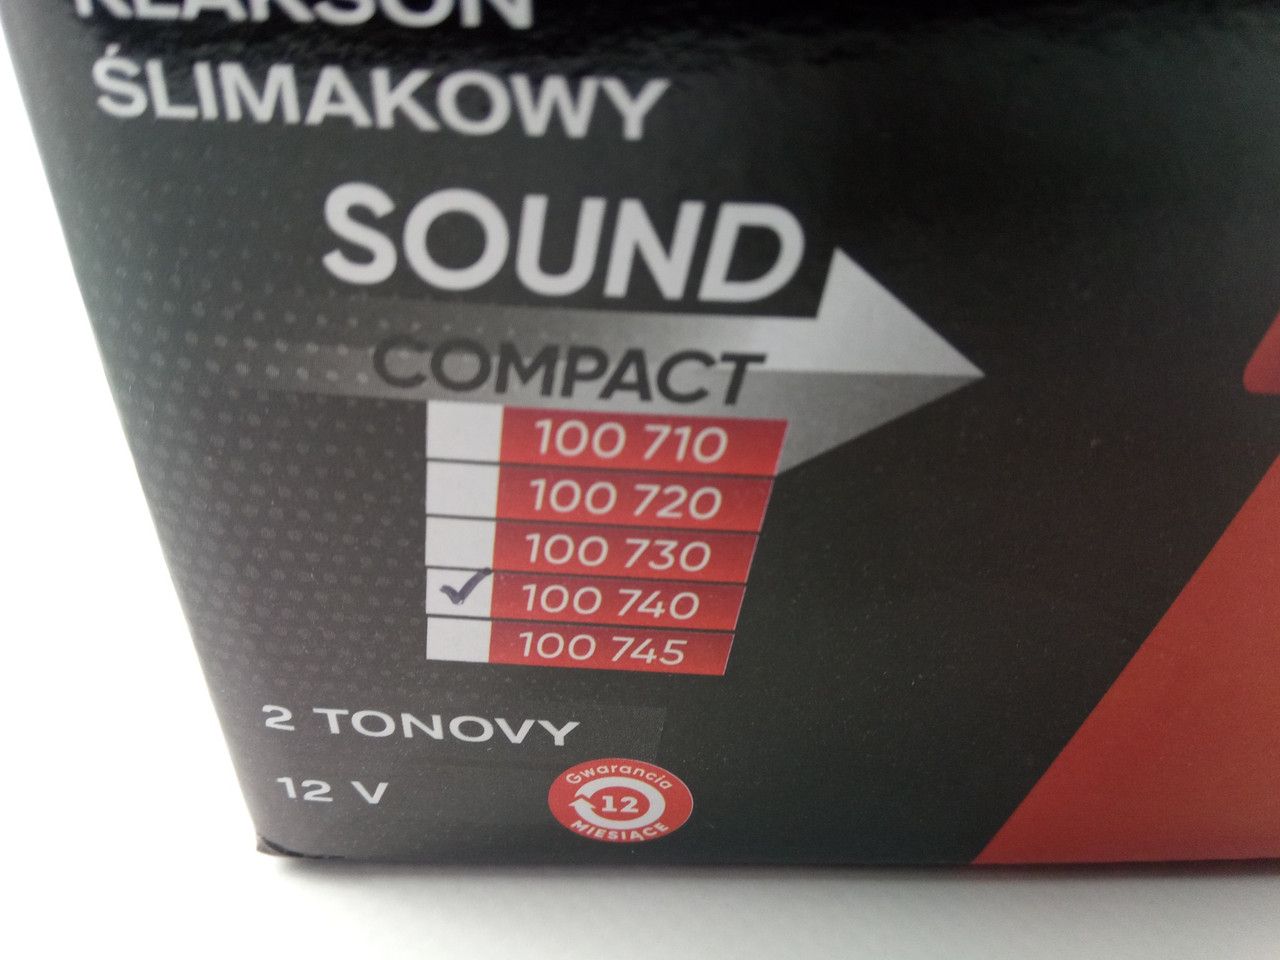 KLAKSON
ŚLIMAKOWY
SOUND
COMPACT
100 710
100 720
100 730
100 740
100 745
2 TONOVY
12 V
Gwarancja
12
MIESIĄCE